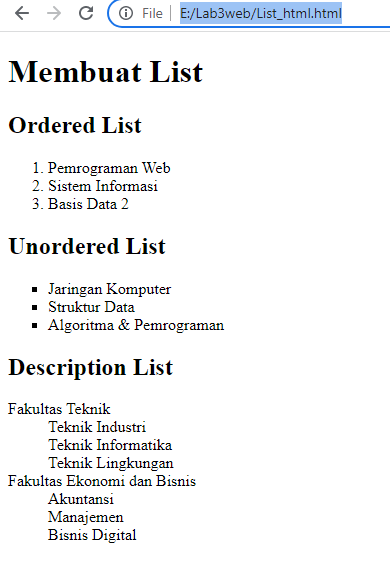 File E:/Lab3web/List_html.html
Membuat List
Ordered List
1. Pemrograman Web
2. Sistem Informasi
3. Basis Data 2
Unordered List
▪ Jaringan Komputer
▪ Struktur Data
▪ Algoritma & Pemrograman
Description List
Fakultas Teknik
Teknik Industri
Teknik Informatika
Teknik Lingkungan
Fakultas Ekonomi dan Bisnis
Akuntansi
Manajemen
Bisnis Digital